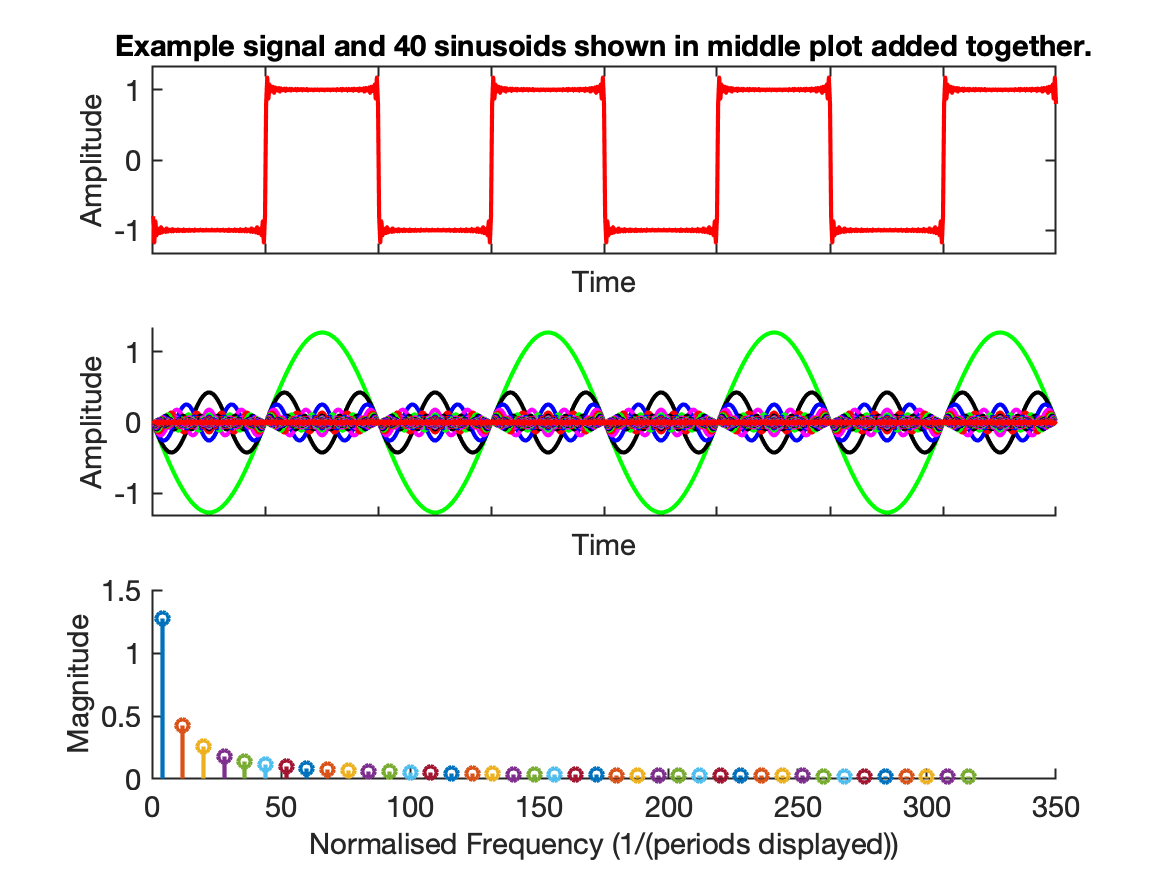 Example signal and 40 sinusoids shown in middle plot added together.
Amplitude
1
0
-1
Time
Amplitude
1
0
-1
Time
Magnitude
1.5
1
0.5
0
0 50 100 150 200 250 300 350
Normalised Frequency (1/(periods displayed))